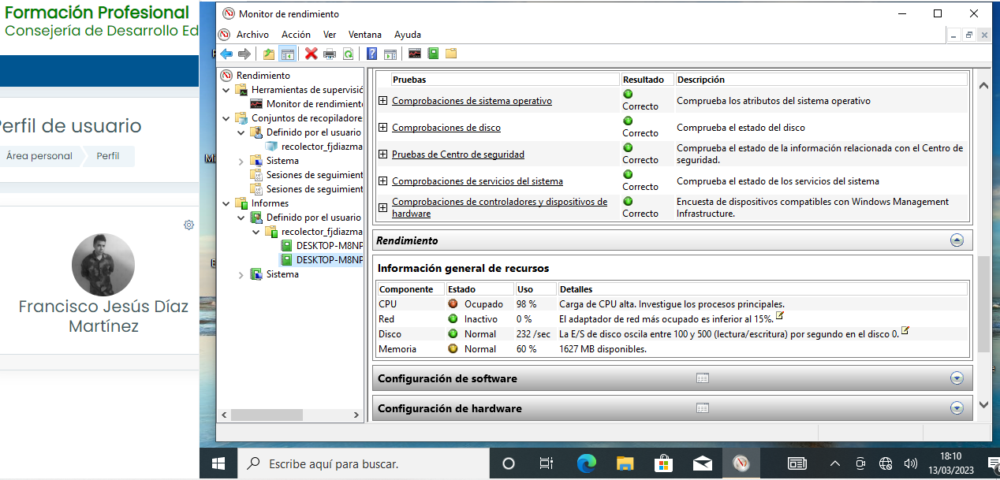 Formación Profesional
Consejería de Desarrollo Ed
Perfil de usuario
Área personal
Perfil
Francisco Jesús Díaz
Martínez
Monitor de rendimiento
Archivo Acción Ver Ventana Ayuda
Rendimiento
Herramientas de supervisió
Monitor de rendimiento
Conjuntos de recopiladore
Definido por el usuario
recolector_fjdiazma
Sistema
Sesiones de seguimient
Sesiones de seguimient
Informes
Definido por el usuario
recolector_fjdiazma
DESKTOP-M8NP
DESKTOP-M8NP
Sistema
Pruebas Resultado Descripción
Comprobaciones de sistema operativo Correcto Comprueba los atributos del sistema operativo
Comprobaciones de disco Correcto Comprueba el estado del disco
Pruebas de Centro de seguridad Correcto Comprueba el estado de la información relacionada con el Centro de
seguridad.
Comprobaciones de servicios del sistema Correcto Comprueba el estado de los servicios del sistema
Comprobaciones de controladores y dispositivos de
hardware
Correcto
Encuesta de dispositivos compatibles con Windows Management
Infrastructure.
Rendimiento
Información general de recursos
Componente Estado Uso Detalles
CPU Ocupado 98 % Carga de CPU alta. Investigue los procesos principales.
Red Inactivo 0 % El adaptador de red más ocupado es inferior al 15%.
Disco Normal 232 /sec La E/S de disco oscila entre 100 y 500 (lectura/escritura) por segundo en el disco 0.
Memoria Normal 60 % 1627 MB disponibles.
Configuración de software
Configuración de hardware
Escribe aquí para buscar.
18:10
13/03/2023